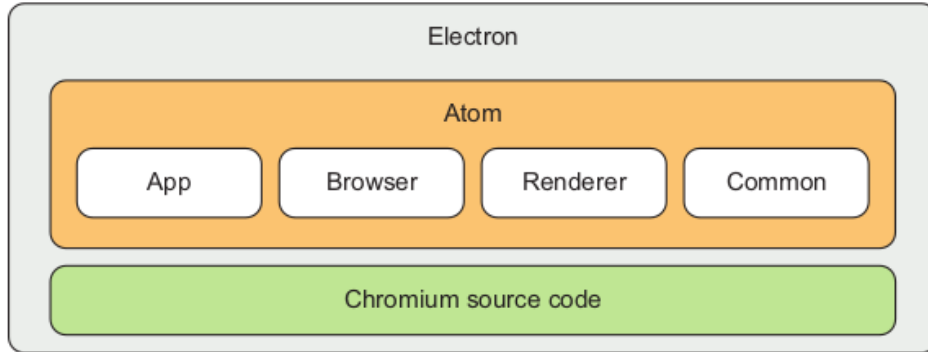 Electron
Atom
App
Browser
Renderer
Common
Chromium source code